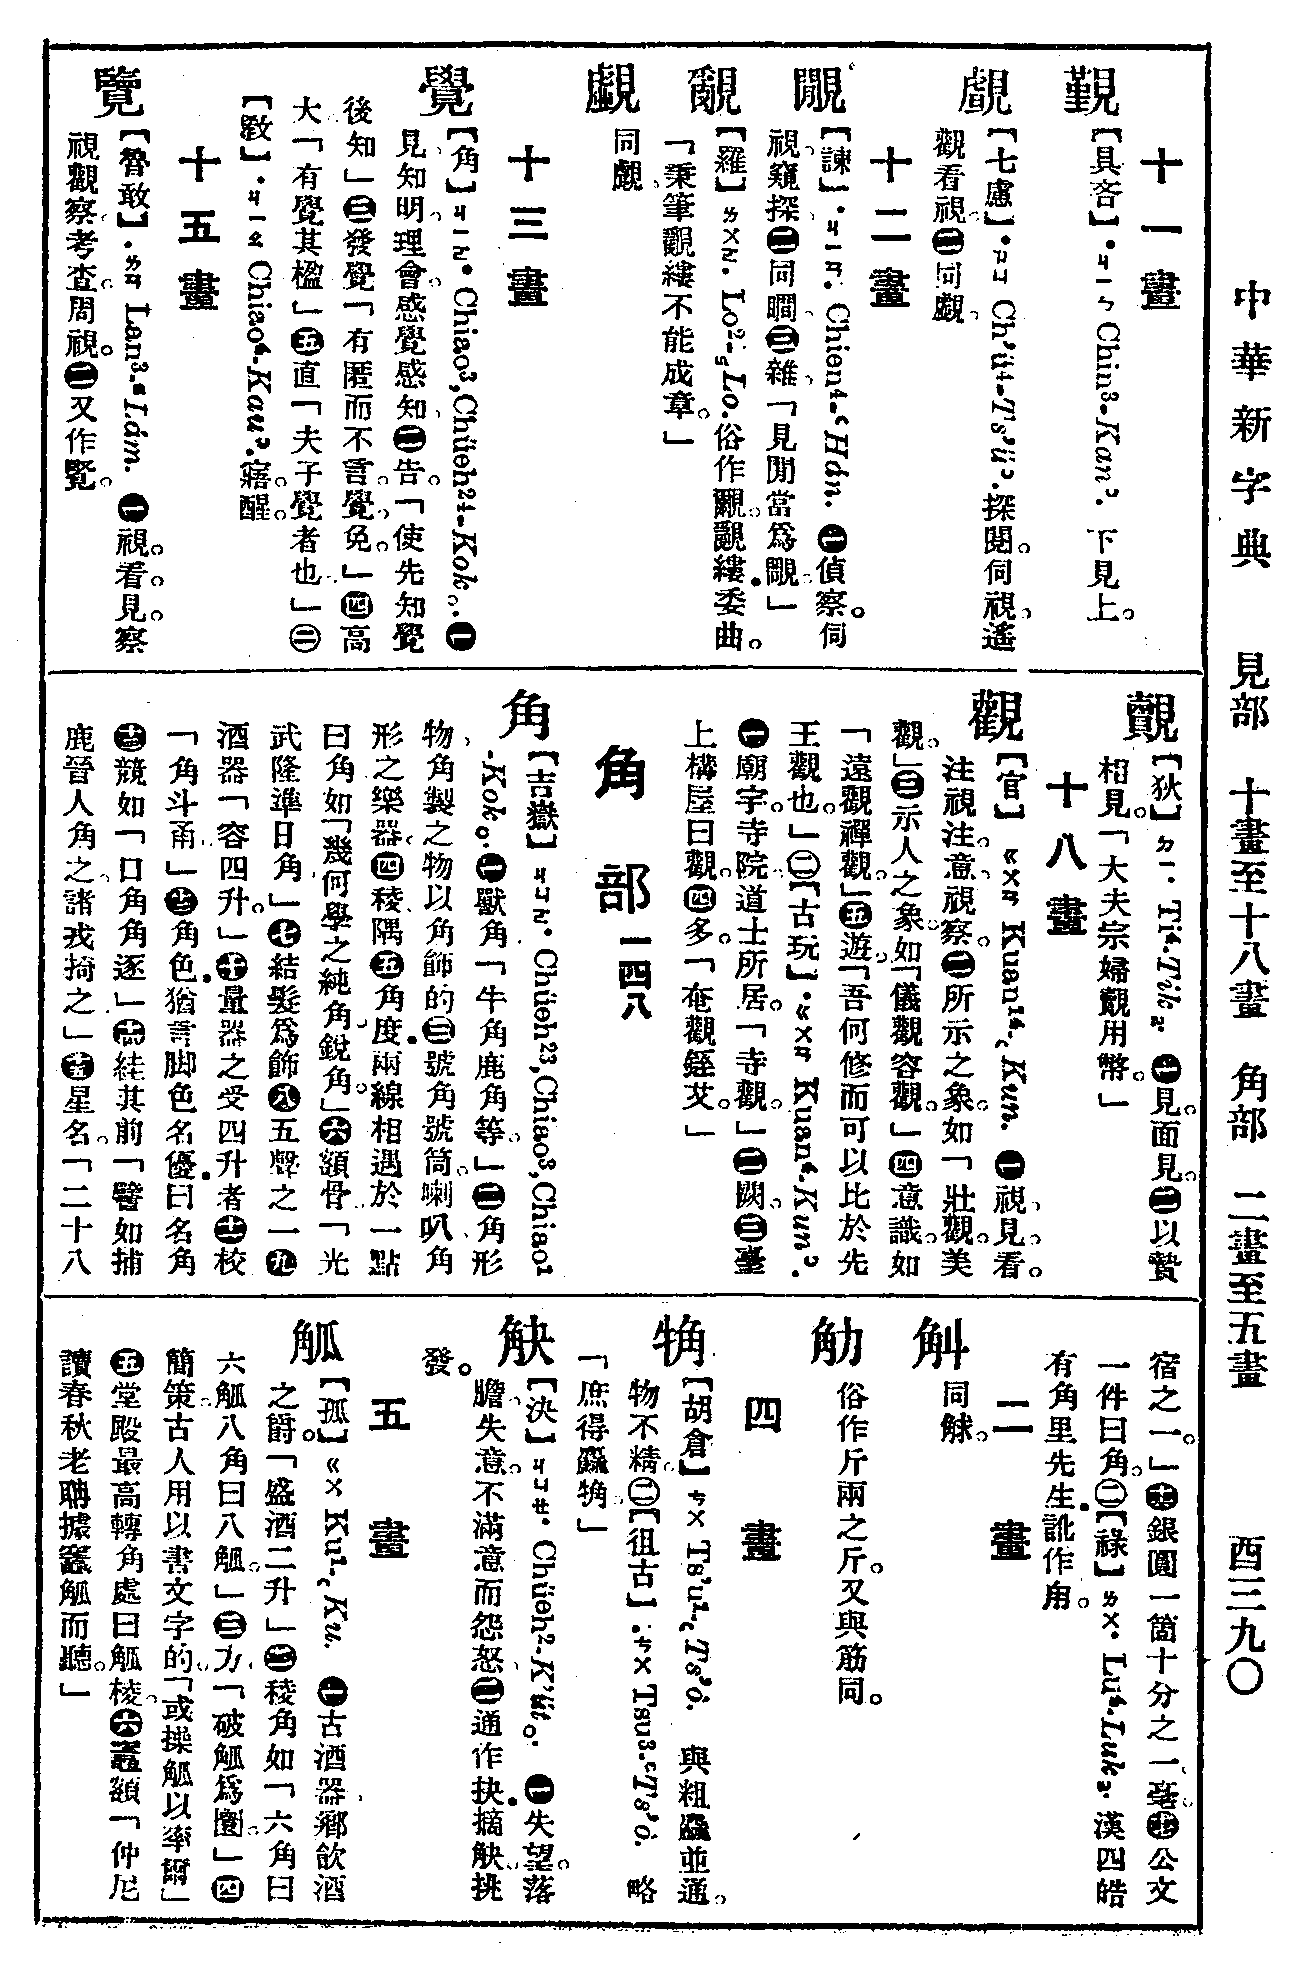 中華新字典　見部　十畫至十八畫　角部　二畫至五畫　酉三九〇
十一畫
覲【具吝】•ㄐㄧㄣ Chin³-Kan꜄. 下見上。
覰【七慮】•ㄑㄩ Ch'ü⁴-Ts'ü꜄. 探閱。伺視。遙
觀看視。㊁同覷。
十二畫
覸【諫】•ㄐㄧㄢ. Chien⁴-꜁Hán. ㊀偵察。伺
視。窺探。㊁同瞷。㊂雜「見閒當爲覸」
覶【羅】ㄌㄨㄛ. Lo²-꜁Lo. 俗作覼。覼縷委曲。
「秉筆覼縷不能成章。」
覷
同覰。
十三畫
覺【角】ㄐㄧㄛ• Chiao³, Chüeh²⁴-Kok。. ㊀
見知明。理會。感覺感知。㊁告。「使先知覺
後知」㊂發覺「有匿而不言覺。免。」㊃高
大「有覺其楹」㊄直「夫子覺者也」㊁
【敎】•ㄐㄧㄠ Chiao⁴-Kau꜄. 寤。醒。
十五畫
覽【膋敢】•ㄌㄢ Lan³-꜂Lám. ㊀視。看。見。察
視觀察。考查。周視。㊁又作覧。
覿【狄】ㄉㄧ. Ti⁴-Tik꜇ ㊀見。面見。㊁以贄
相見。「大夫宗婦覿用幣。」
十八畫
觀【官】 ㄍㄨㄢ Kuan¹⁴-꜀Kun. ㊀視。見。看。
注視。注意。視察。㊁所示之象。如「壯觀。美
觀。」㊂示人之象。如「儀觀容觀。」㊃意識。如
「遠觀禪觀。」㊄遊。「吾何修而可以比於先
王觀也。」㊁【古玩】•ㄍㄨㄢ Kuan⁴-Kun꜄.
㊀廟宇。寺院。道士所居。「寺觀。」㊁闕。㊂臺
上構屋曰觀。㊃多。「奄觀銍艾。」
角部 一四八
角【吉嶽】ㄐㄩㄛ• Chüeh²³, Chiao³, Chiao¹
-Kok。. ㊀獸角「牛角鹿角等。」㊁角形
物。角製之物以角飾的。㊂號角。號筒。喇叭。角
形之樂器。㊃稜隅。㊄角度。兩線相遇於一點
曰角如「幾何學之純角銳角。」㊅額骨「光
武隆準日角」㊆結髮爲飾㊇五聲之一㊈
酒器「容四升。」㊉量器之受四升者⑪校
「角斗甬」⑫角色。猶言脚色名優曰名角
⑬競如「口角角逐」⑭絓其前「譬如捕
鹿晉人角之。諸戎掎之」⑮星名。「二十八
宿之一。」⑯銀圓一箇十分之一。毫。⑰公文
一件曰角。㊁【祿】ㄌㄨ• Lu⁴-Luk꜇. 漢四皓
有角里先生。訛作甪。
二畫
觓
同觩。
觔
俗作斤兩之斤。又與筋同。
四畫
觕【胡倉】ㄘㄨ Ts'u¹-꜀Ts'ó. 與粗麤並通。
物不精。㊁【徂古】.ㄘㄨ Tsu³-꜂Ts'ó. 略
「庶得麤觕」
觖【決】ㄐㄩㄝ• Chüeh²-K'üt。. ㊀失望。落
膽失意。不滿意而怨怒。㊁通作抉。摘觖。挑
發。
五畫
觚【孤】ㄍㄨ Ku¹-꜀Ku. ㊀古酒器。鄉飲酒
之爵。「盛酒二升」㊁稜角如「六角曰
六觚八角曰八觚。」㊂方「破觚爲圜。」㊃
簡策。古人用以書文字的。「或操觚以率爾」
㊄堂殿最高轉角處曰觚棱。㊅竈額「仲尼
讀春秋老聃據竈觚而聽。」